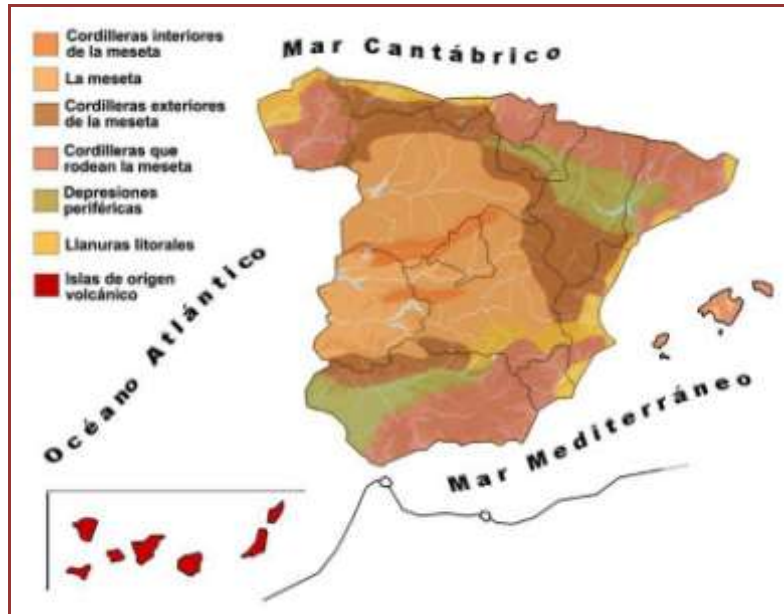 Cordilleras interiores
de la meseta
La meseta
Cordilleras exteriores
de la meseta
Cordilleras que
rodean la meseta
Depresiones
periféricas
Llanuras litorales
Islas de origen
volcánico
Mar Cantábrico
Océano Atlántico
Mar Mediterráneo